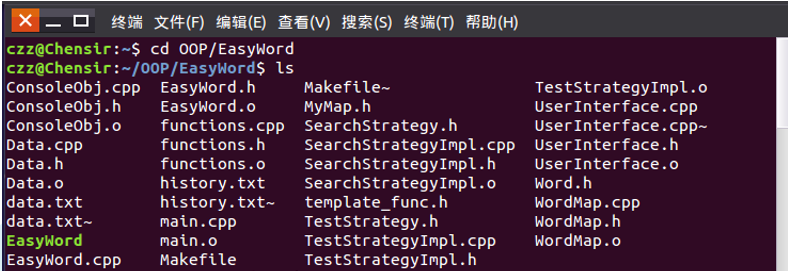 终端 文件(F) 编辑(E) 查看(V) 搜索(S) 终端(T) 帮助(H)
czz@Chensir:~$ cd OOP/EasyWord
czz@Chensir:~/OOP/EasyWord$ ls
ConsoleObj.cpp EasyWord.h Makefile~ TestStrategyImpl.o
ConsoleObj.h EasyWord.o MyMap.h UserInterface.cpp
ConsoleObj.o functions.cpp SearchStrategy.h UserInterface.cpp~
Data.cpp functions.h SearchStrategyImpl.cpp UserInterface.h
Data.h functions.o SearchStrategyImpl.h UserInterface.o
Data.o history.txt SearchStrategyImpl.o Word.h
data.txt history.txt~ template_func.h WordMap.cpp
data.txt~ main.cpp TestStrategy.h WordMap.h
EasyWord main.o TestStrategyImpl.cpp WordMap.o
EasyWord.cpp Makefile TestStrategyImpl.h